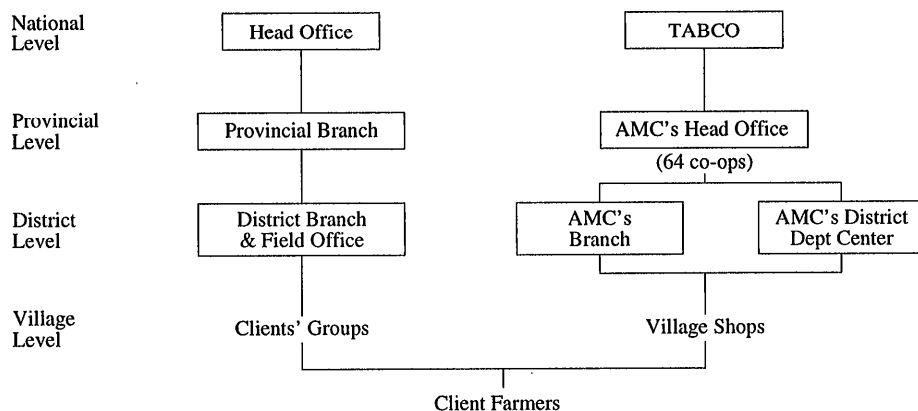 National
Level
Head Office
TABCO
Provincial
Level
Provincial Branch
AMC's Head Office
(64 co-ops)
District
Level
District Branch
& Field Office
AMC's
Branch
AMC's District
Dept Center
Village
Level
Clients' Groups
Village Shops
Client Farmers